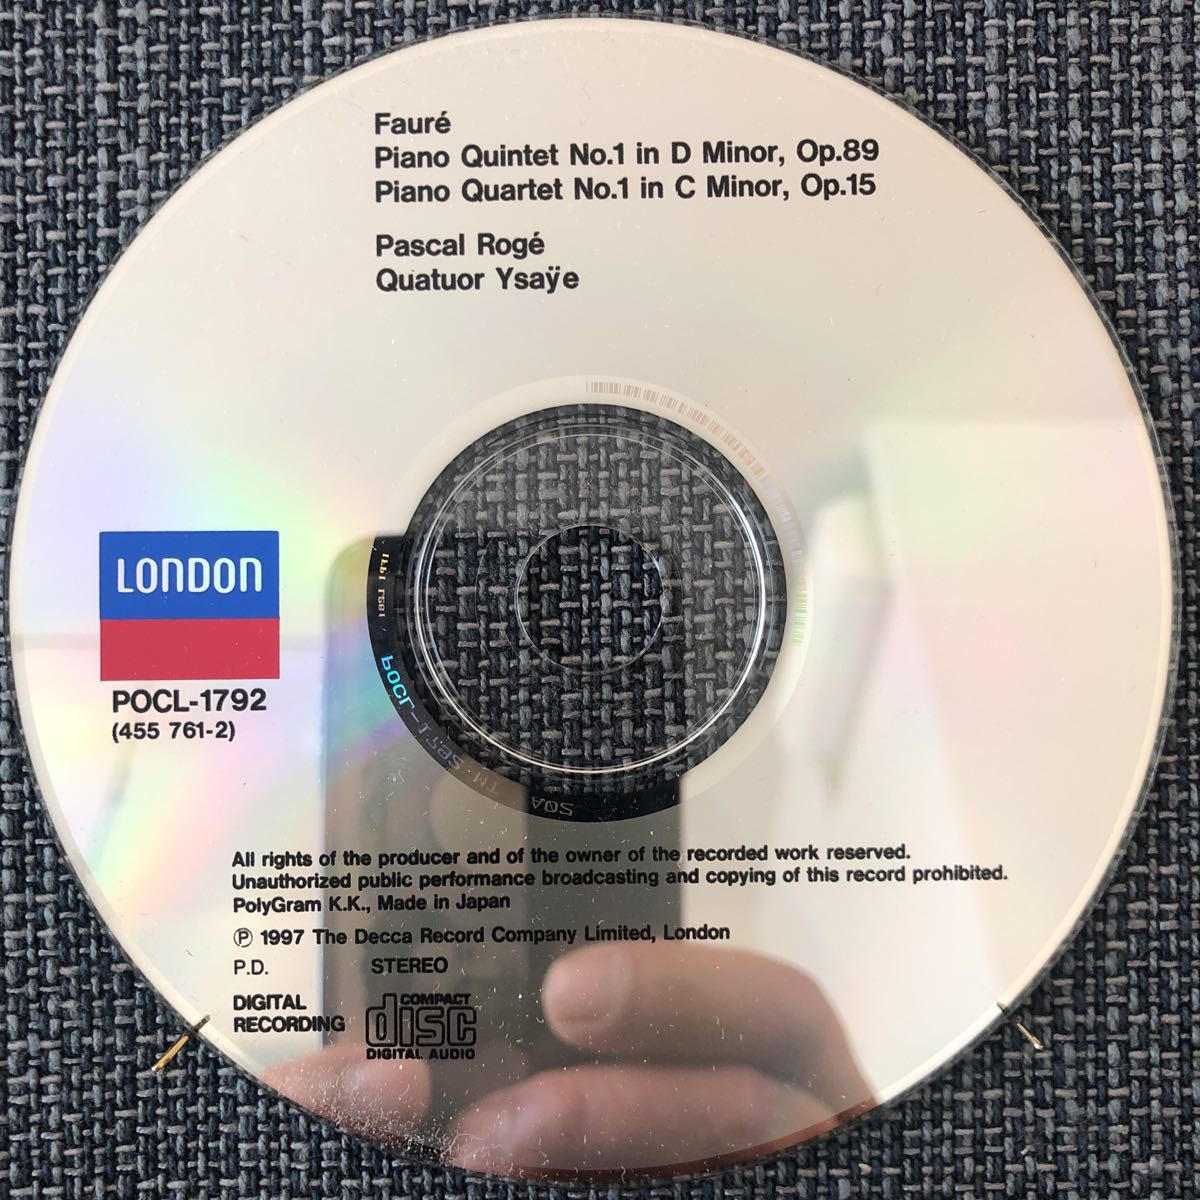 Fauré
Piano Quintet No.1 in D Minor, Op.89
Piano Quartet No.1 in C Minor, Op.15
Pascal Rogé
Quatuor Ysaÿe
LONDON
POCL-1792
(455 761-2)
All rights of the producer and of the owner of the recorded work reserved.
Unauthorized public performance broadcasting and copying of this record prohibited.
PolyGram K.K., Made in Japan
℗ 1997 The Decca Record Company Limited, London
P.D. STEREO
DIGITAL RECORDING
COMPACT disc DIGITAL AUDIO